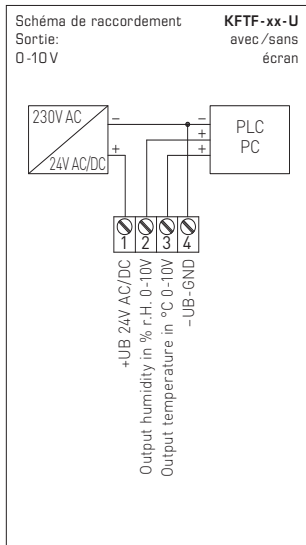 Schéma de raccordement KFTF-xx-U
Sortie: avec/sans
0-10V écran
230V AC
24V AC/DC
−
+
−
+
+
PLC
PC
1 2 3 4
+UB 24V AC/DC
Output humidity in % r.H. 0-10V
Output temperature in °C 0-10V
−UB-GND